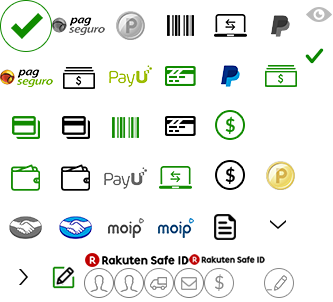 pag
seguro
P
pag
seguro
PayU
$
PayU
$
P
moip
moip
R Rakuten Safe ID
R Rakuten Safe ID
$